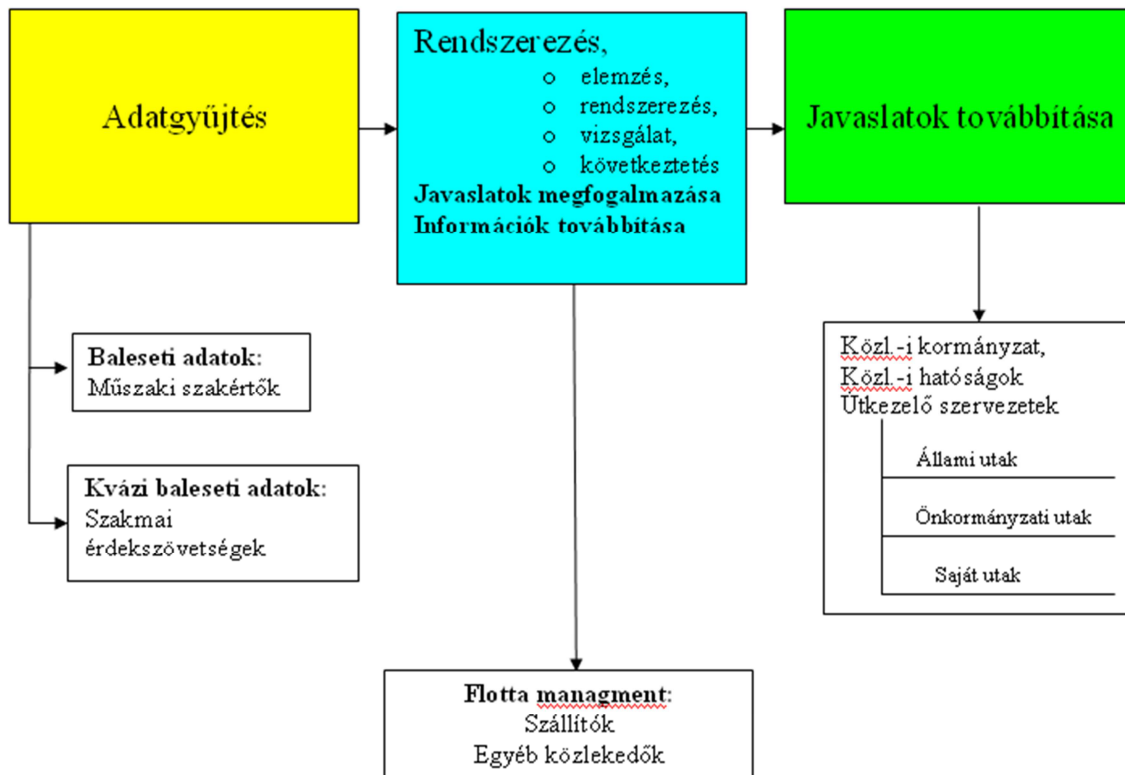 Adatgyűjtés
Rendszerezés,
o elemzés,
o rendszerezés,
o vizsgálat,
o következtetés
Javaslatok megfogalmazása
Információk továbbítása
Javaslatok továbbítása
Baleseti adatok:
Műszaki szakértők
Kvázi baleseti adatok:
Szakmai
érdekszövetségek
Közl.-i kormányzat,
Közl.-i hatóságok
Útkezelő szervezetek
Állami utak
Önkormányzati utak
Saját utak
Flotta managment:
Szállítók
Egyéb közlekedők